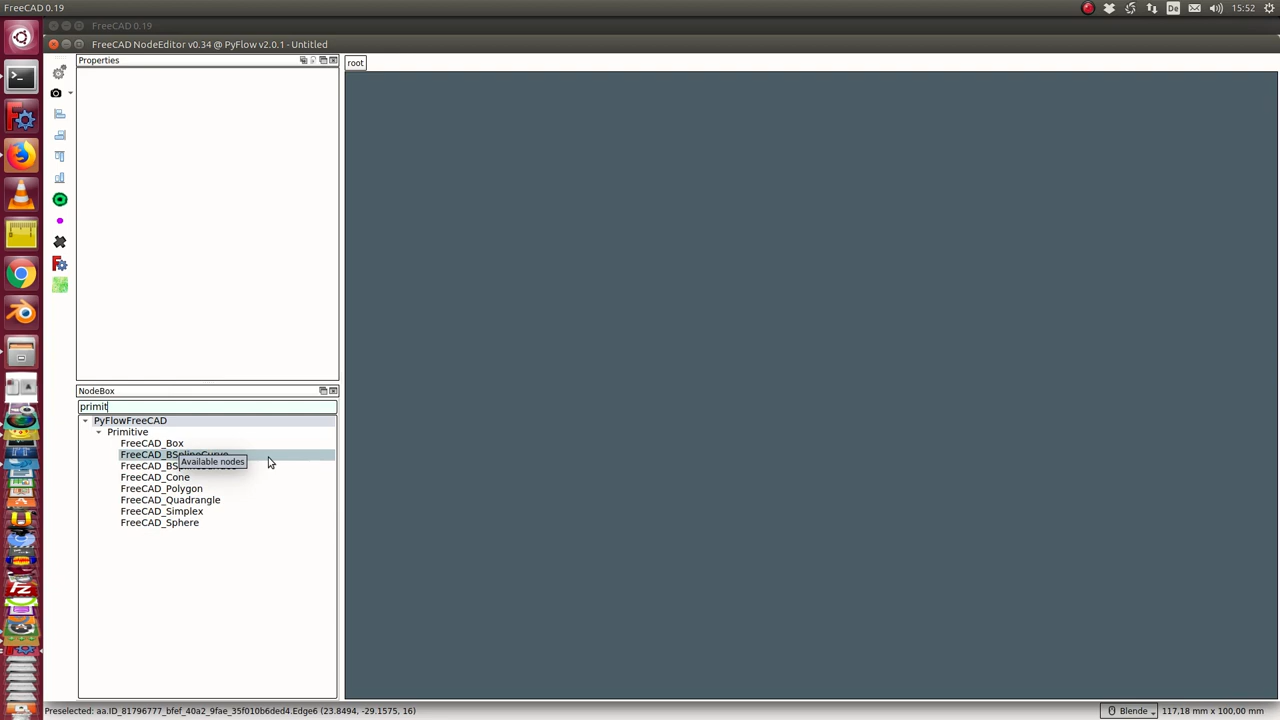 FreeCAD 0.19
De
15:52
FreeCAD 0.19
FreeCAD NodeEditor v0.34 @ PyFlow v2.0.1 - Untitled
Properties
root
NodeBox
primit
PyFlowFreeCAD
Primitive
FreeCAD_Box
FreeCAD_BSplineCurve
Available nodes
FreeCAD_Cone
FreeCAD_Polygon
FreeCAD_Quadrangle
FreeCAD_Simplex
FreeCAD_Sphere
Preselected: aa.ID_81796777_bfef_40a2_9fae_35f010b6ded4.Edge6 (23.8494, -29.1575, 16)
Blende
117,18 mm x 100,00 mm